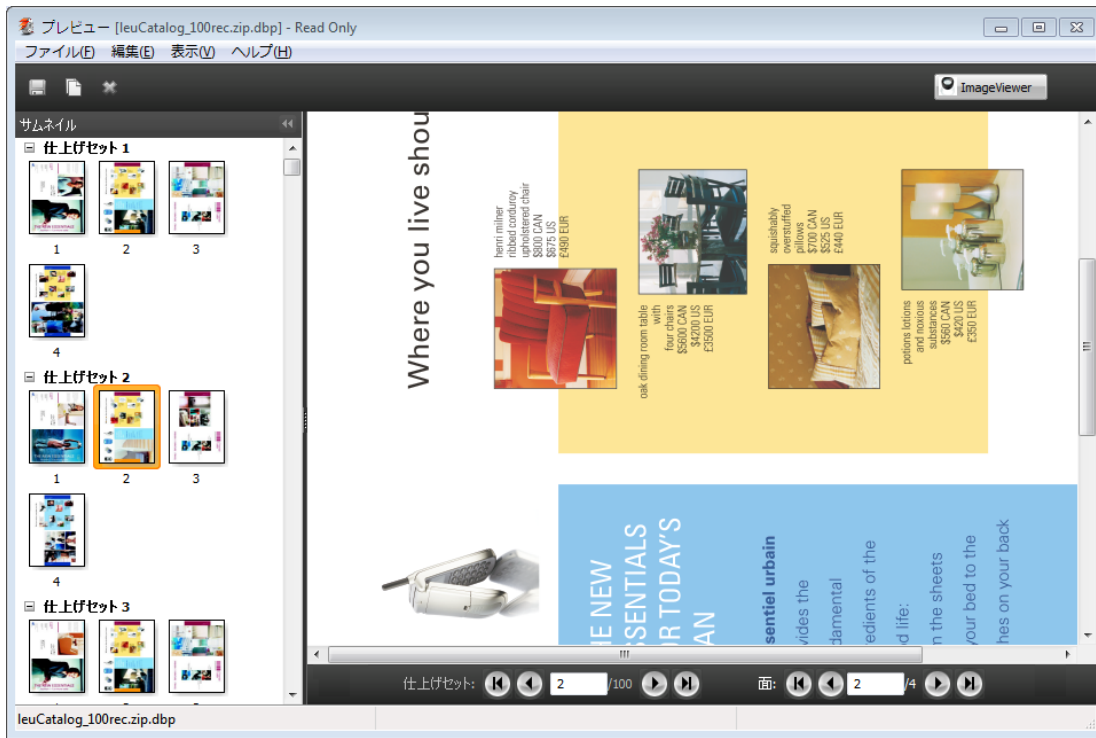 プレビュー [leuCatalog_100rec.zip.dbp] - Read Only
ファイル(F) 編集(E) 表示(V) ヘルプ(H)
ImageViewer
サムネイル
仕上げセット 1
1 2 3
4
仕上げセット 2
1 2 3
4
仕上げセット 3
Where you live shou
henri milner
ribbed corduroy
upholstered chair
$800 CAN
$675 US
£490 EUR
oak dining room table
with
four chairs
$5600 CAN
$4200 US
£3500 EUR
squishably
overstuffed
pillows
$700 CAN
$525 US
£440 EUR
potions lotions
and noxious
substances
$560 CAN
$420 US
£350 EUR
HE NEW
SSENTIALS
OR TODAY'S
AN
sentiel urbain
vides the
damental
edients of the
d life:
n the sheets
your bed to the
hes on your back
仕上げセット: 2 /100 面: 2 /4
leuCatalog_100rec.zip.dbp